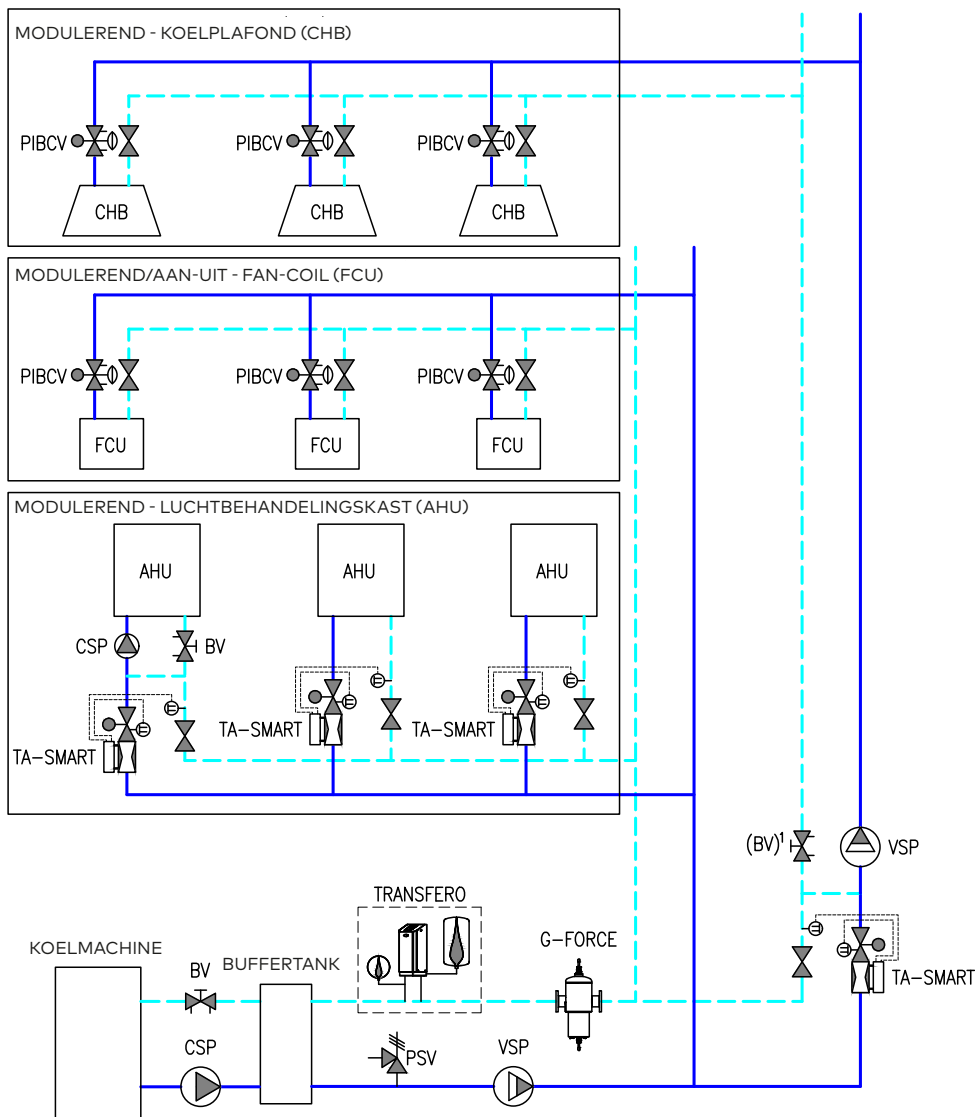 MODULEREND - KOELPLAFOND (CHB)
PIBCV PIBCV PIBCV
CHB CHB CHB
MODULEREND/AAN-UIT - FAN-COIL (FCU)
PIBCV PIBCV PIBCV
FCU FCU FCU
MODULEREND - LUCHTBEHANDELINGSKAST (AHU)
AHU AHU AHU
CSP BV
TA-SMART TA-SMART TA-SMART
(BV)¹ VSP
TRANSFERO
G-FORCE
KOELMACHINE
BV BUFFERTANK
TA-SMART
CSP PSV VSP